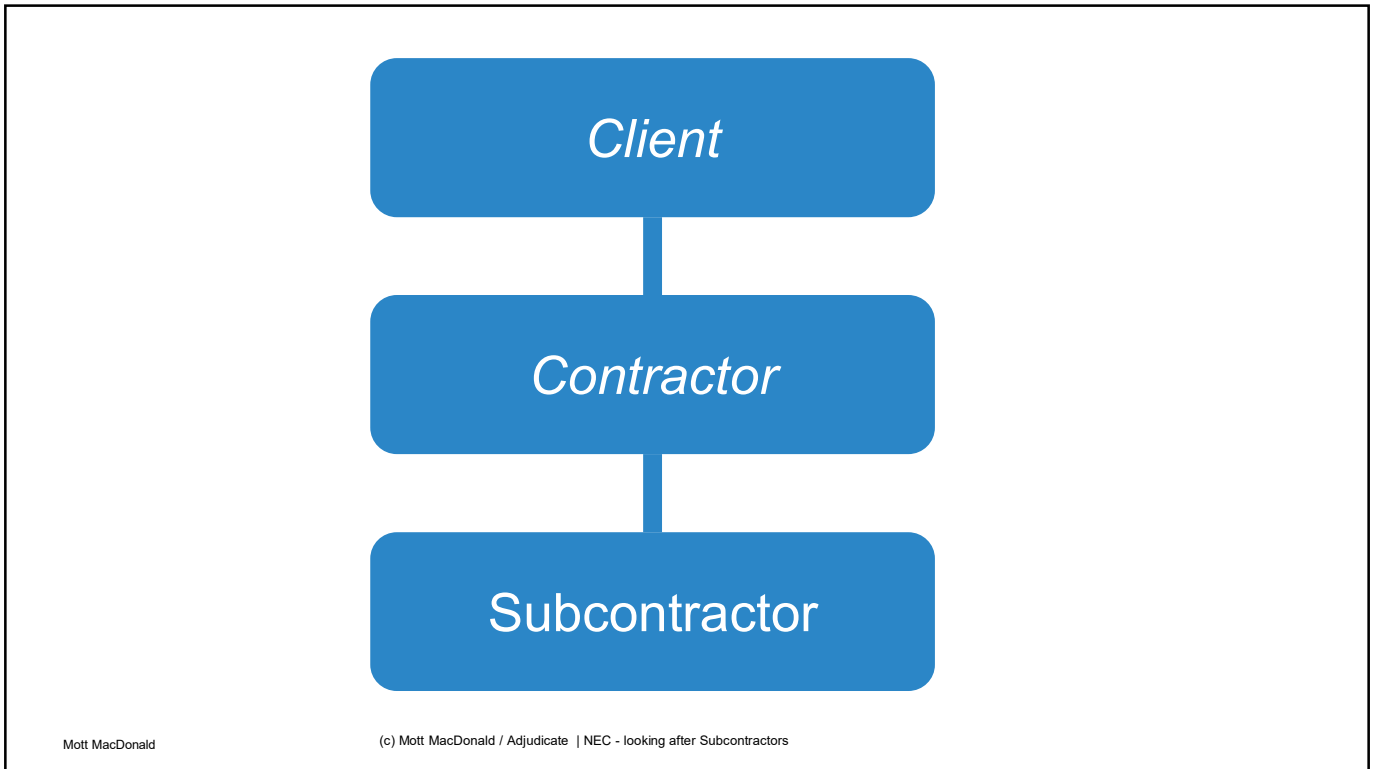 Client
Contractor
Subcontractor
Mott MacDonald
(c) Mott MacDonald / Adjudicate | NEC - looking after Subcontractors